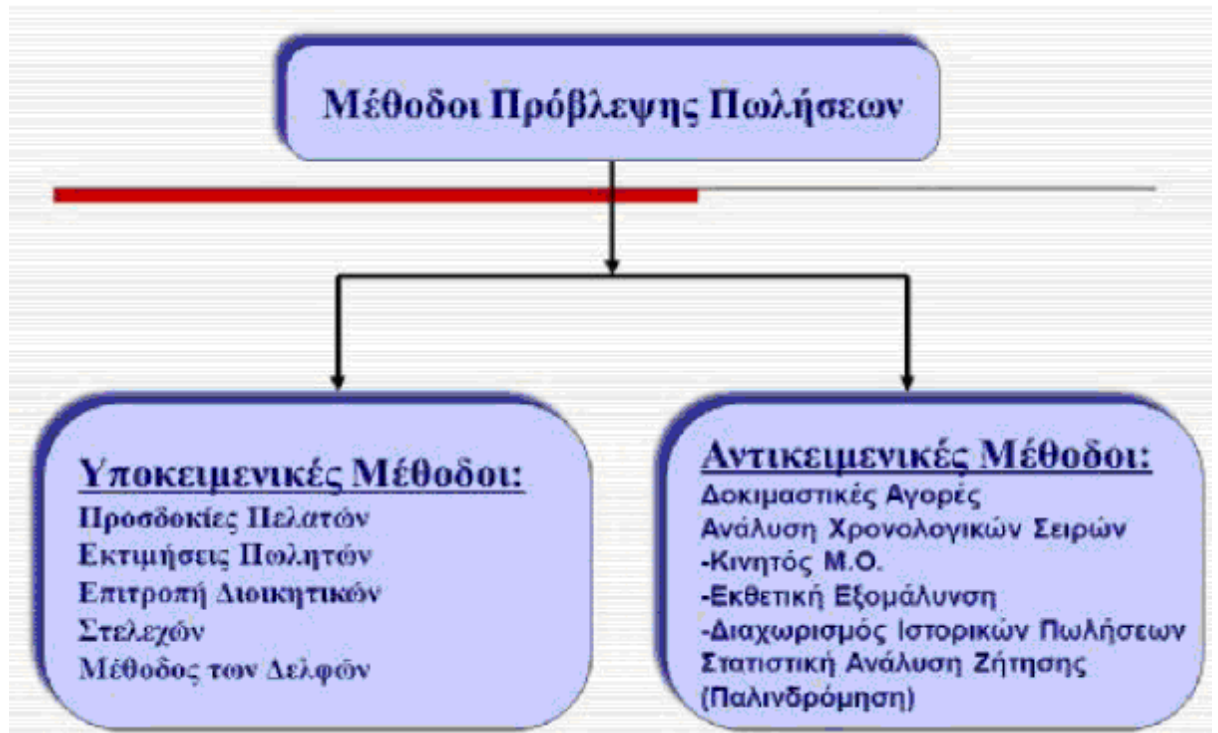 Μέθοδοι Πρόβλεψης Πωλήσεων
Υποκειμενικές Μέθοδοι:
Προσδοκίες Πελατών
Εκτιμήσεις Πωλητών
Επιτροπή Διοικητικών
Στελεχών
Μέθοδος των Δελφών
Αντικειμενικές Μέθοδοι:
Δοκιμαστικές Αγορές
Ανάλυση Χρονολογικών Σειρών
-Κινητός Μ.Ο.
-Εκθετική Εξομάλυνση
-Διαχωρισμός Ιστορικών Πωλήσεων
Στατιστική Ανάλυση Ζήτησης
(Παλινδρόμηση)